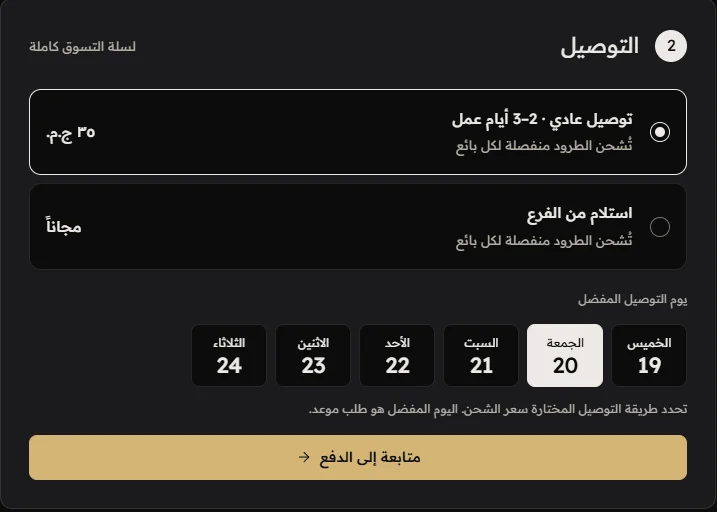 2 التوصيل
لسلة التسوق كاملة
توصيل عادي · 2-3 أيام عمل
تُشحن الطرود منفصلة لكل بائع
٣٥ ج.م.
استلام من الفرع
تُشحن الطرود منفصلة لكل بائع
مجاناً
يوم التوصيل المفضل
الخميس الجمعة السبت الأحد الاثنين الثلاثاء
19 20 21 22 23 24
تحدد طريقة التوصيل المختارة سعر الشحن. اليوم المفضل هو طلب موعد.
متابعة إلى الدفع →